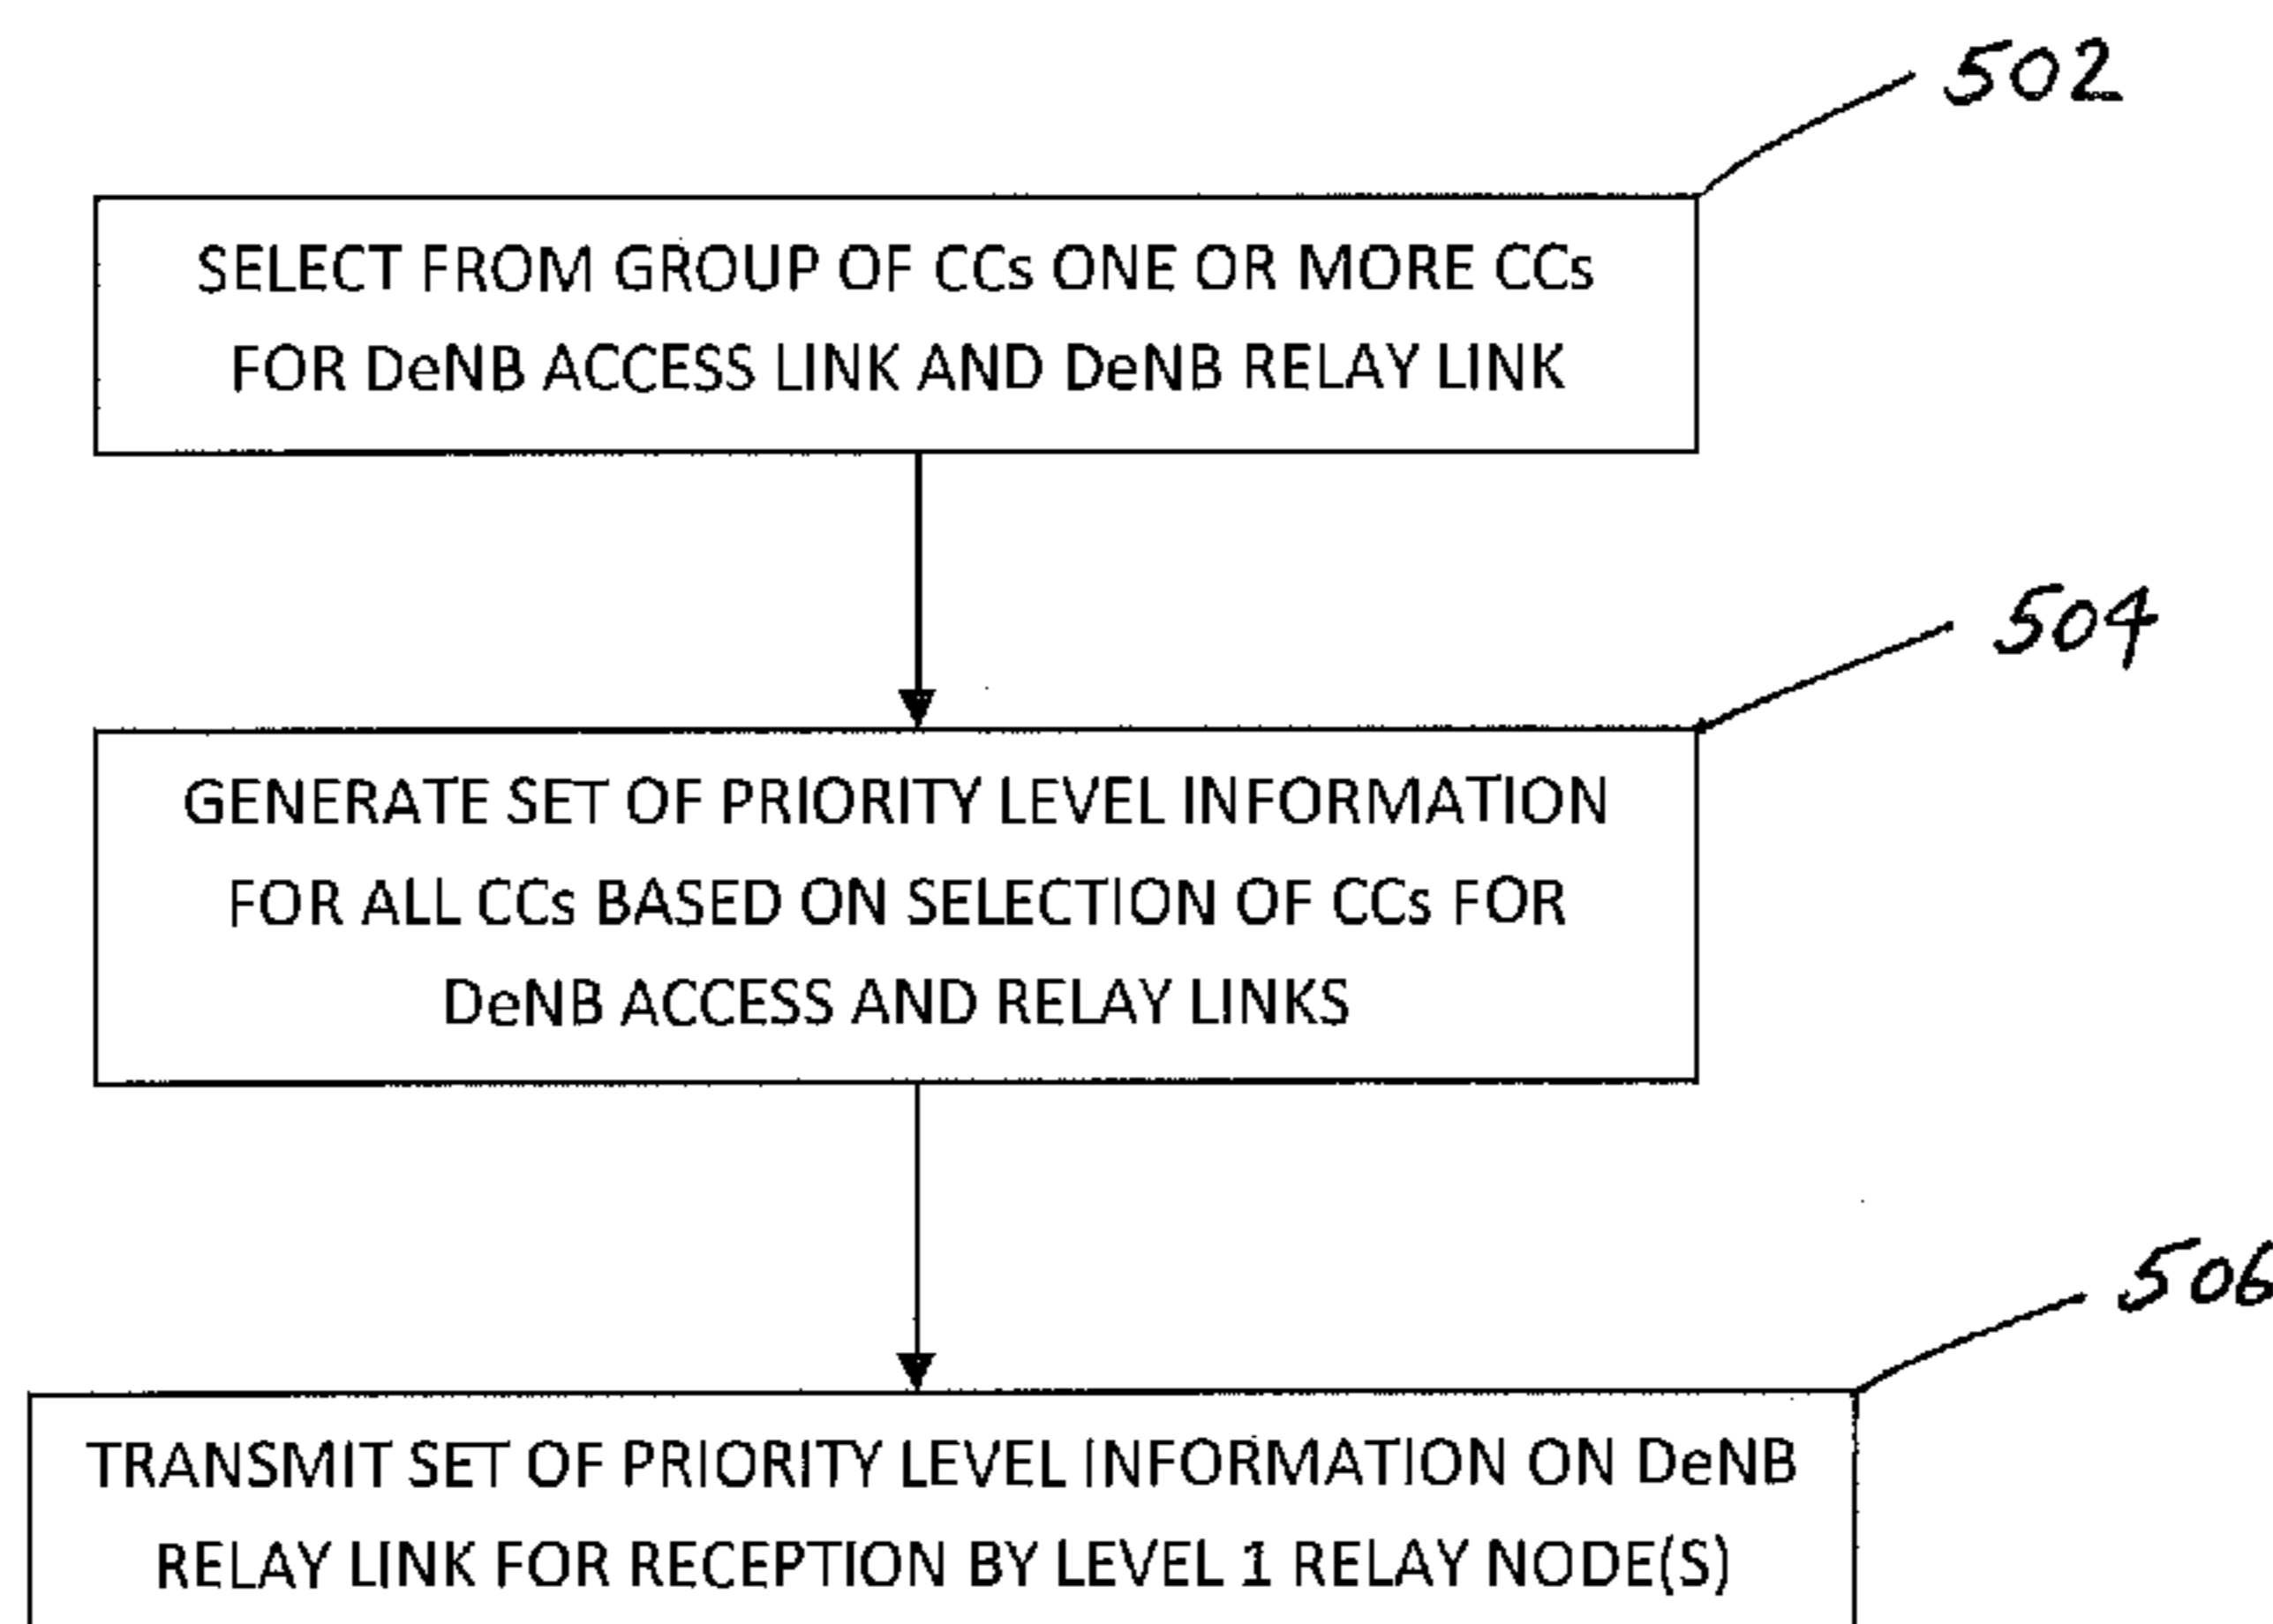 502
SELECT FROM GROUP OF CCs ONE OR MORE CCs
FOR DeNB ACCESS LINK AND DeNB RELAY LINK
504
GENERATE SET OF PRIORITY LEVEL INFORMATION
FOR ALL CCs BASED ON SELECTION OF CCs FOR
DeNB ACCESS AND RELAY LINKS
506
TRANSMIT SET OF PRIORITY LEVEL INFORMATION ON DeNB
RELAY LINK FOR RECEPTION BY LEVEL 1 RELAY NODE(S)